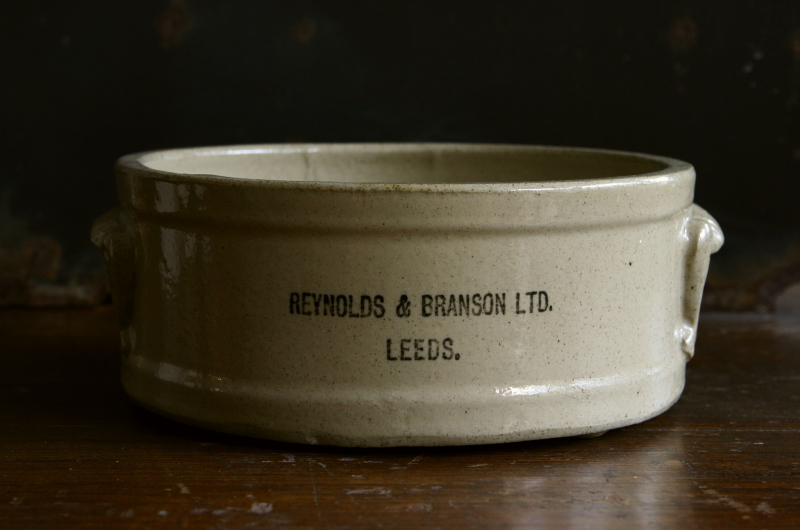 REYNOLDS & BRANSON LTD.
LEEDS.